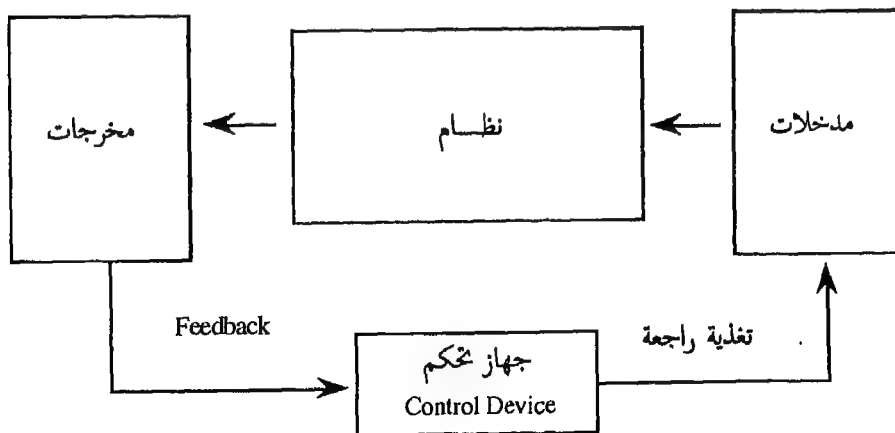 مدخلات
نظـــام
مخرجات
Feedback
تغذية راجعة
جهاز تحكم
Control Device